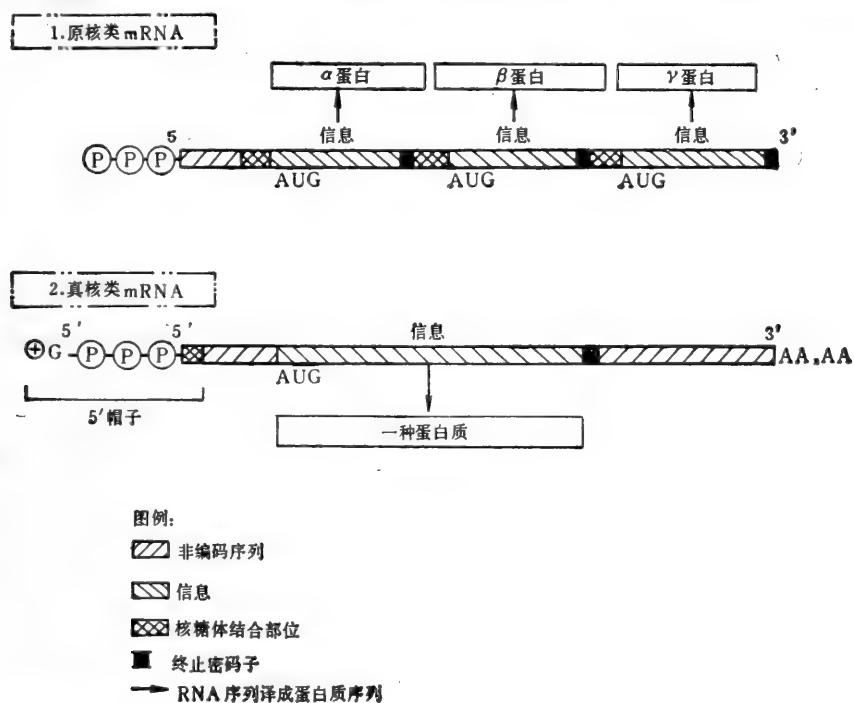 1.原核类mRNA
α蛋白 β蛋白 γ蛋白
5 信息 信息 信息 3'
P P P
AUG AUG AUG
2.真核类mRNA
5' 5' 信息 3'
⊕G P P P AA,AA
AUG
5'帽子
一种蛋白质
图例:
非编码序列
信息
核糖体结合部位
终止密码子
RNA序列译成蛋白质序列